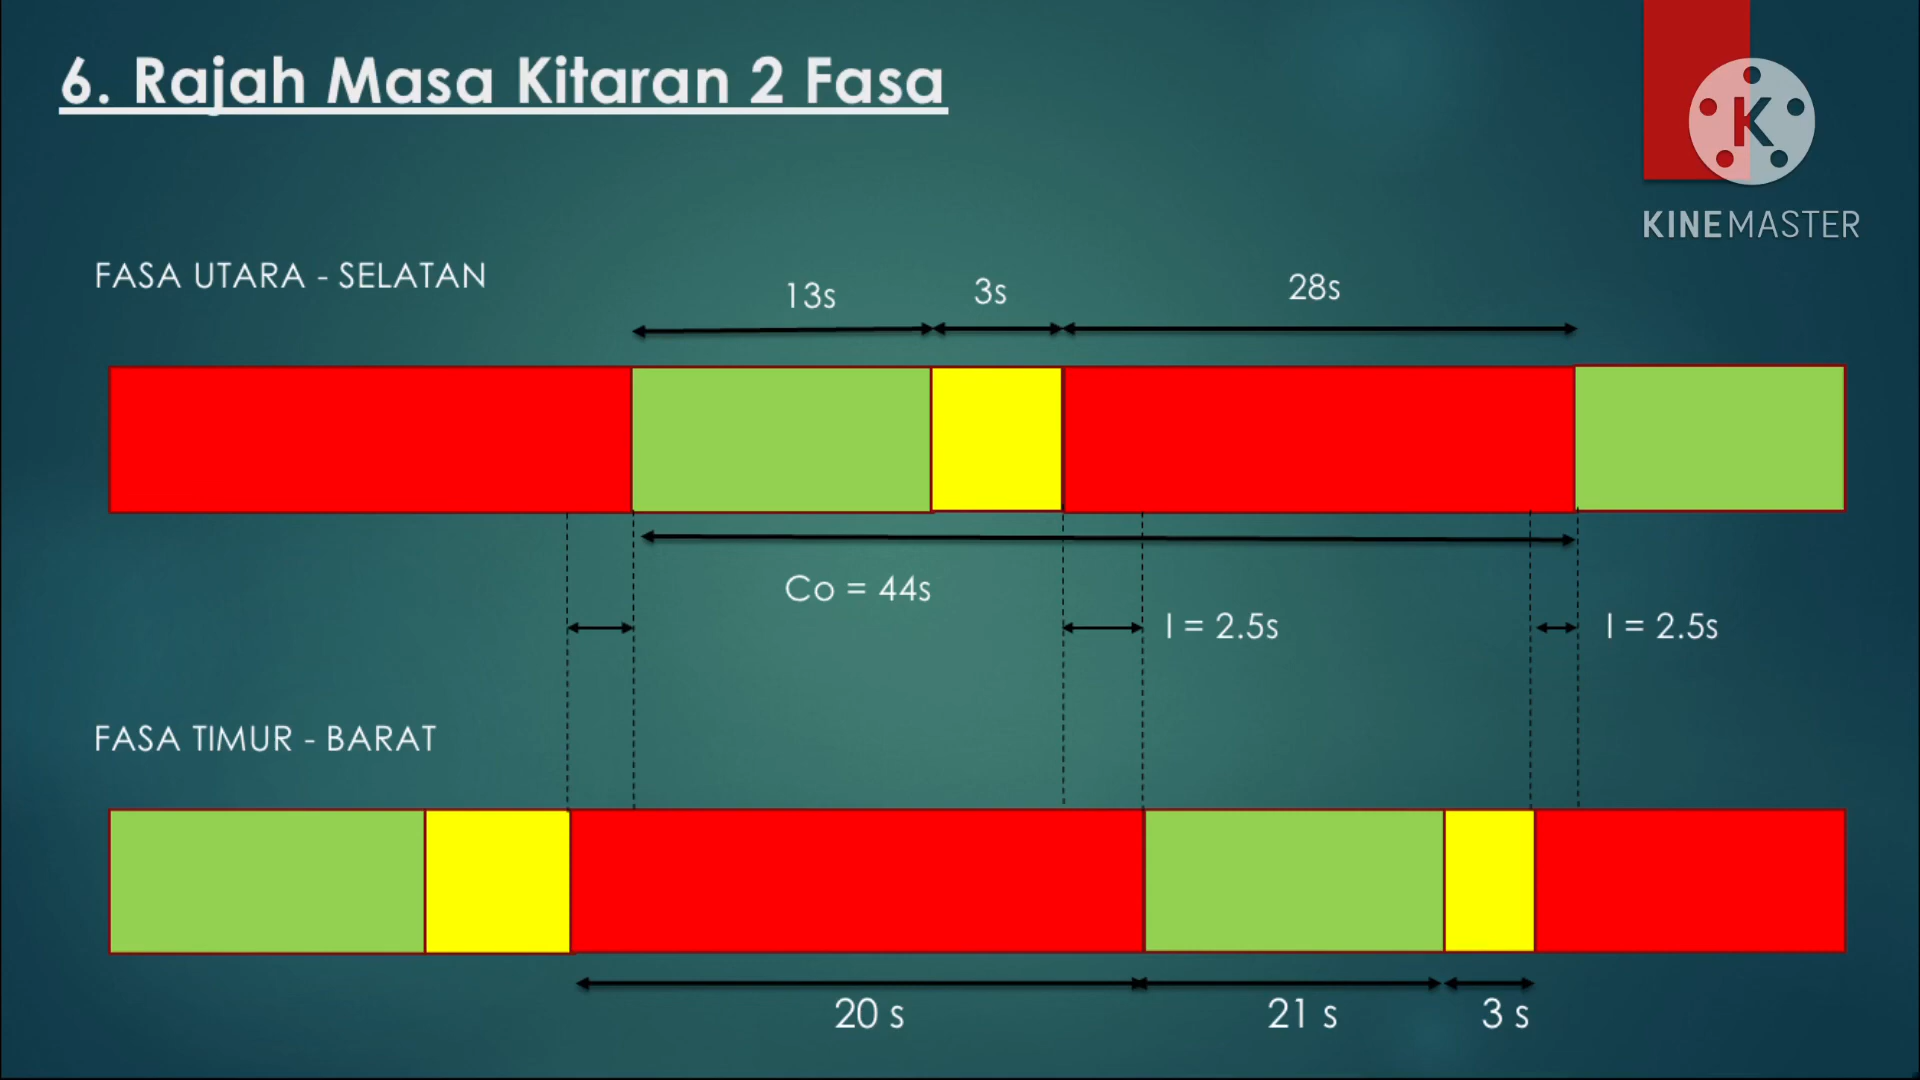 6. Rajah Masa Kitaran 2 Fasa
K
KINEMASTER
FASA UTARA - SELATAN
13s
3s
28s
Co = 44s
I = 2.5s
I = 2.5s
FASA TIMUR - BARAT
20 s
21 s
3 s